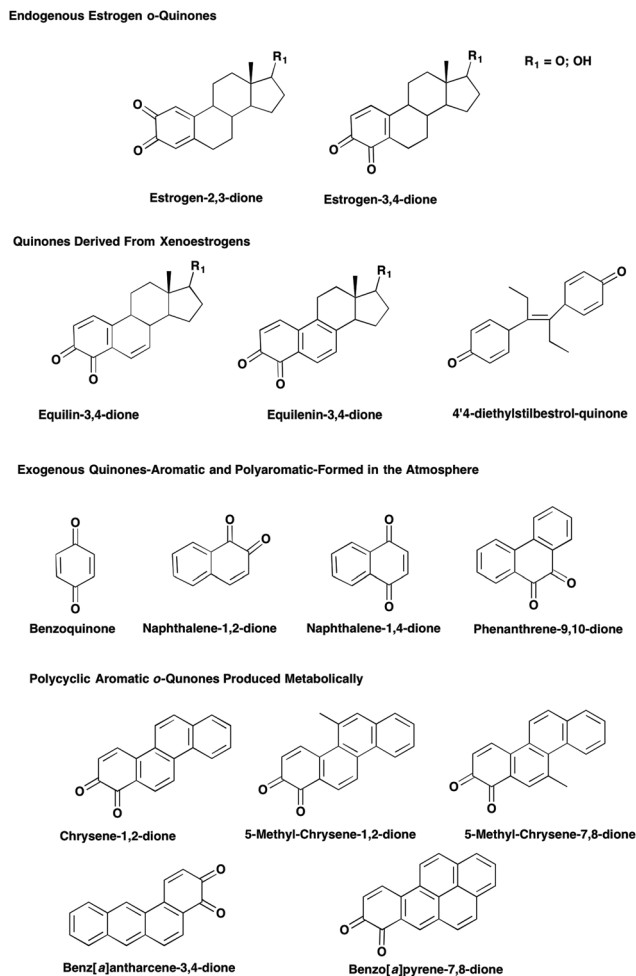 Endogenous Estrogen o-Quinones
R1
R1
R1 = O; OH
O
O
O
O
Estrogen-2,3-dione
Estrogen-3,4-dione
Quinones Derived From Xenoestrogens
R1
R1
O
O
O
O
O
O
Equilin-3,4-dione
Equilenin-3,4-dione
4'4-diethylstilbestrol-quinone
Exogenous Quinones-Aromatic and Polyaromatic-Formed in the Atmosphere
O
O
O
O
O
O
O
O
Benzoquinone
Naphthalene-1,2-dione
Naphthalene-1,4-dione
Phenanthrene-9,10-dione
Polycyclic Aromatic o-Qunones Produced Metabolically
O
O
O
O
O
O
Chrysene-1,2-dione
5-Methyl-Chrysene-1,2-dione
5-Methyl-Chrysene-7,8-dione
O
O
O
O
Benz[a]antharcene-3,4-dione
Benzo[a]pyrene-7,8-dione